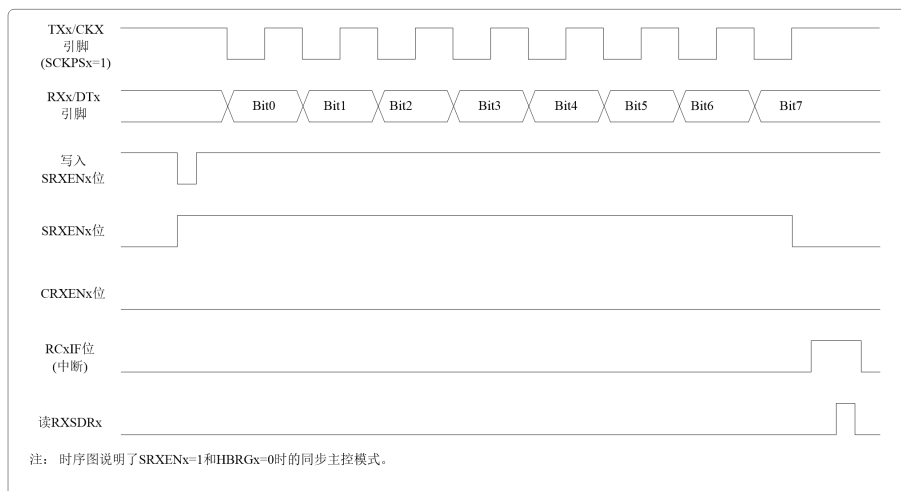 TXx/CKX
引脚
(SCKPSx=1)
RXx/DTx
引脚
Bit0 Bit1 Bit2 Bit3 Bit4 Bit5 Bit6 Bit7
写入
SRXENx位
SRXENx位
CRXENx位
RCxIF位
(中断)
读RXSDRx
注： 时序图说明了SRXENx=1和HBRGx=0时的同步主控模式。